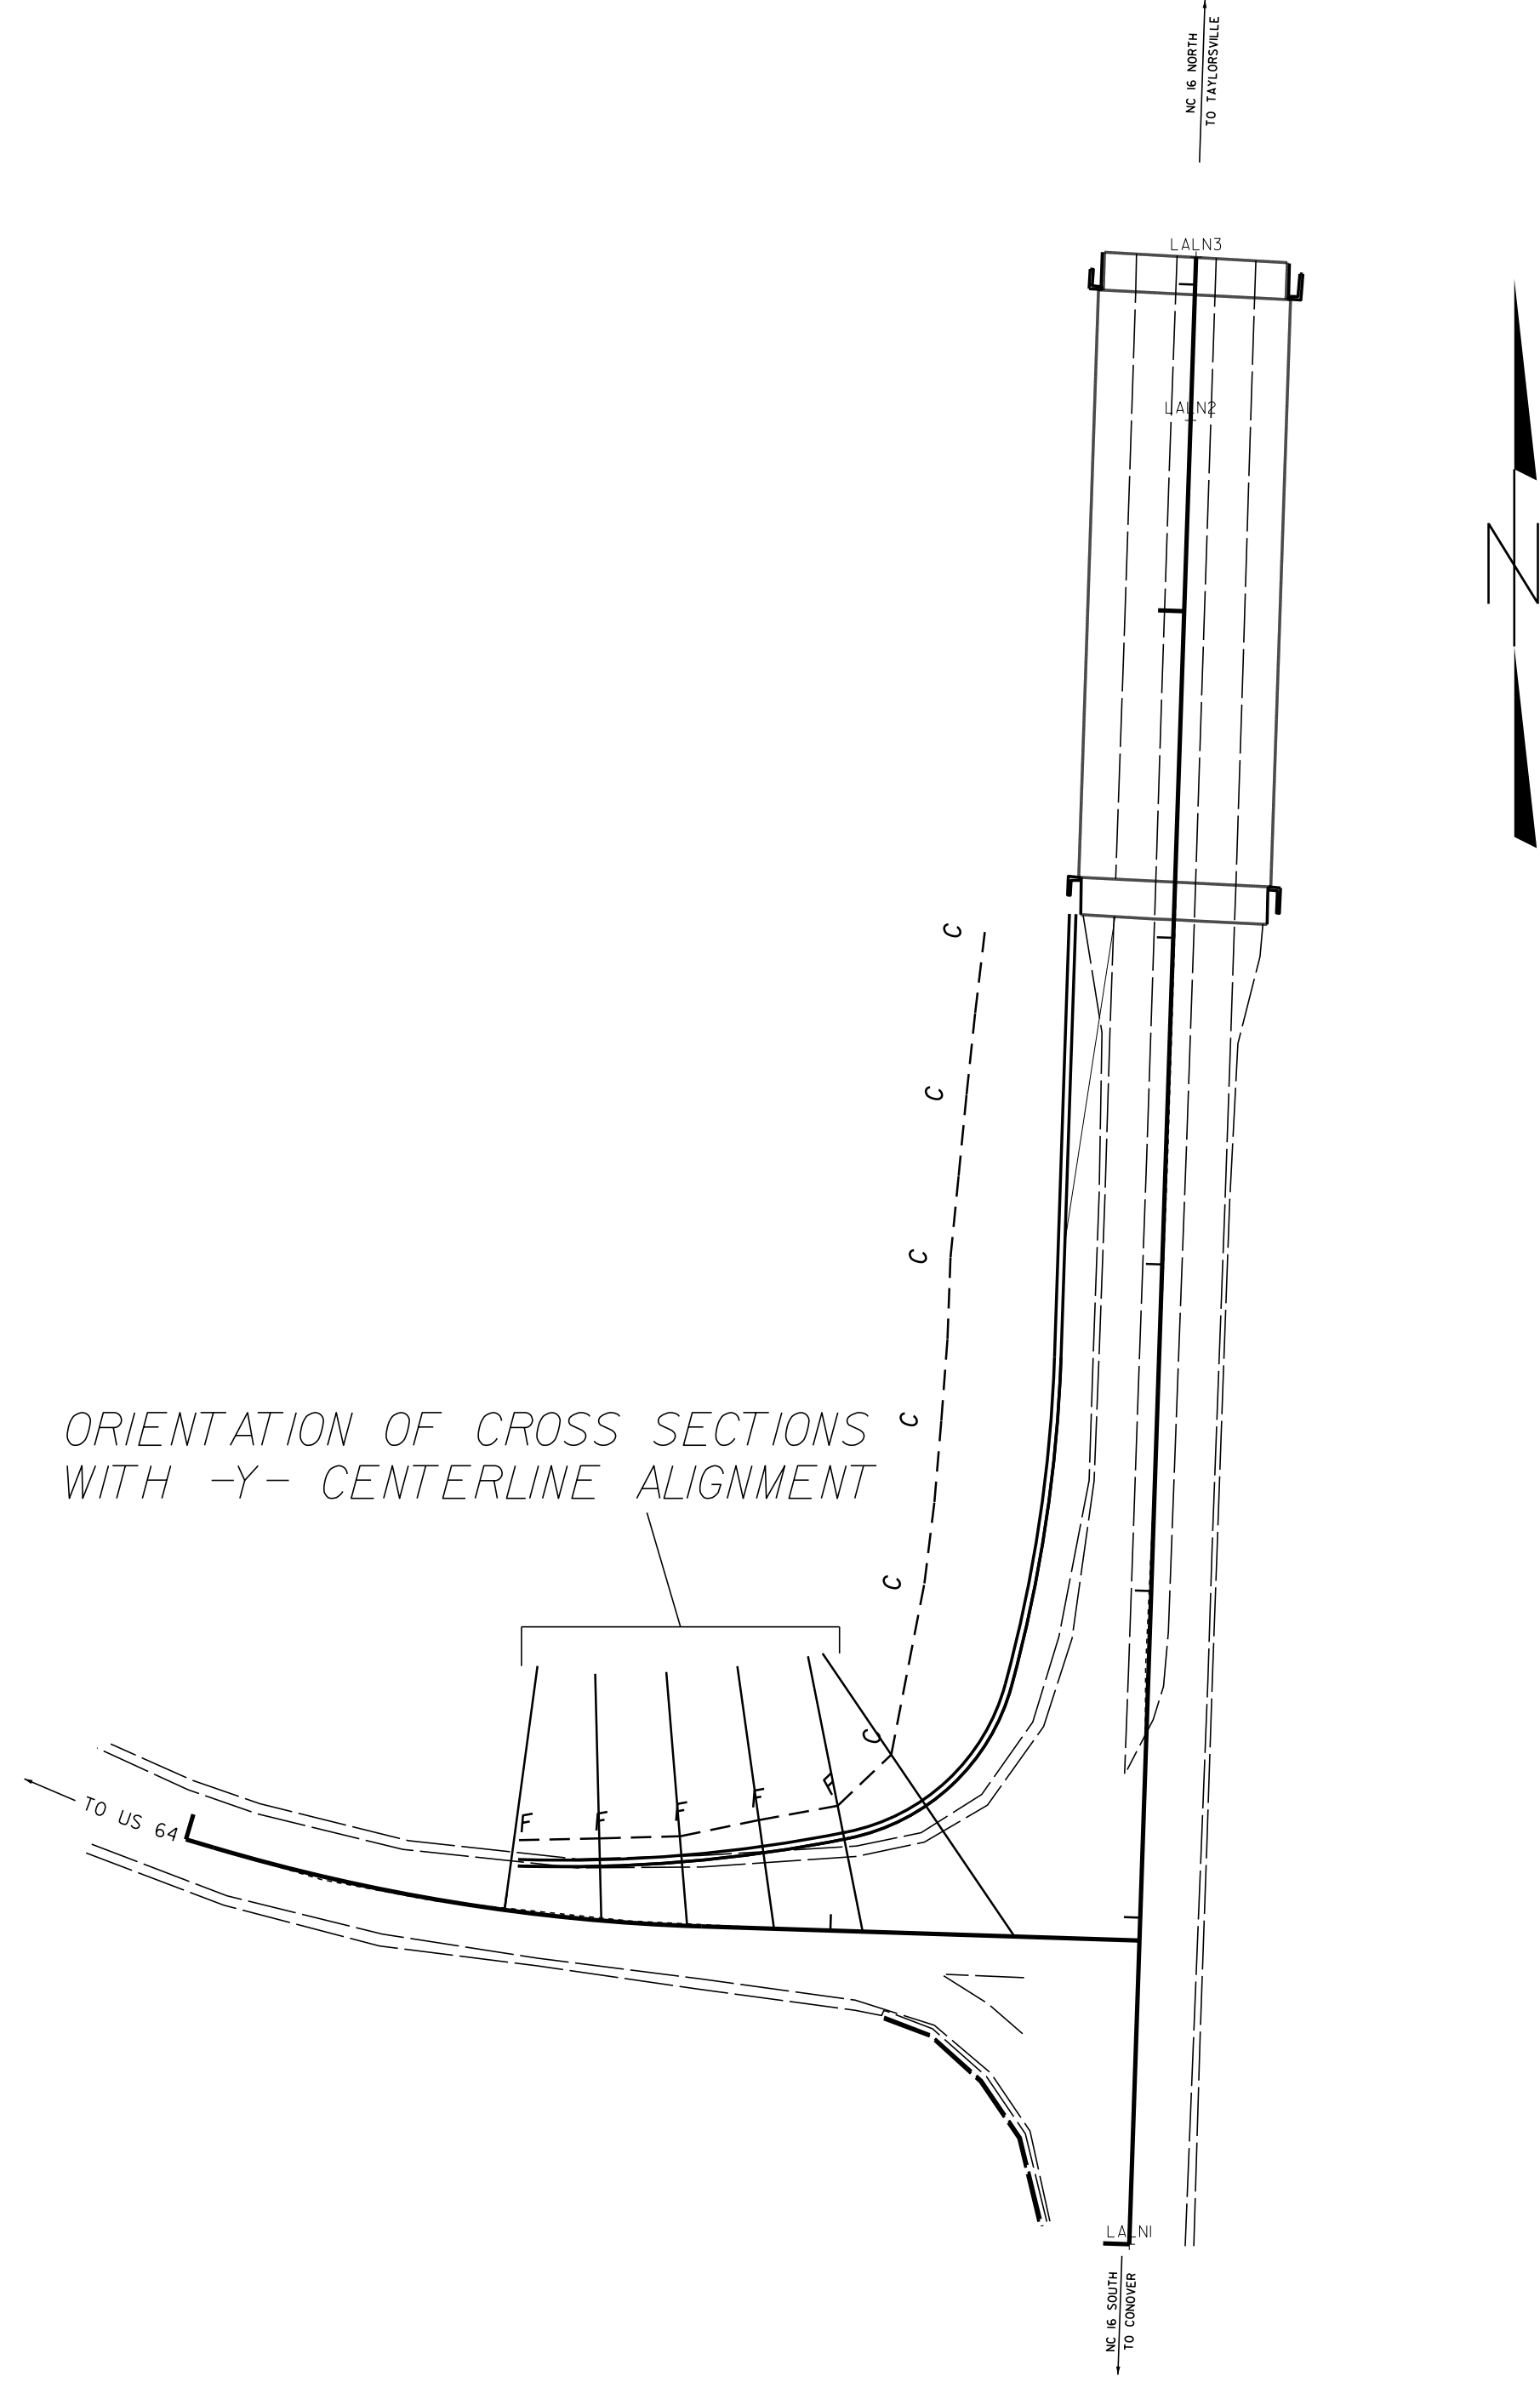 NC 16 NORTH
TO TAYLORSVILLE
LALN3
LALN2
N
C
C
C
C
ORIENTATION OF CROSS SECTIONS
WITH -Y- CENTERLINE ALIGNMENT
C
C
F
F
F
F
F
TO US 64
LALN1
NC 16 SOUTH
TO CONOVER